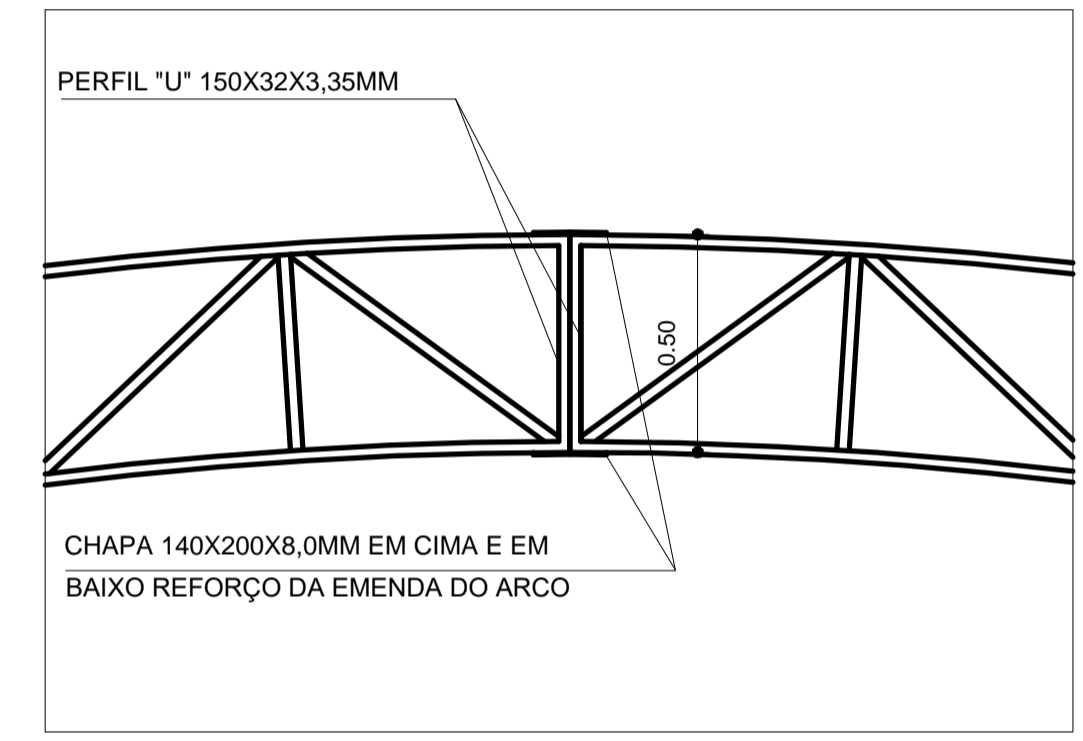 PERFIL "U" 150X32X3,35MM
0.50
CHAPA 140X200X8,0MM EM CIMA E EM
BAIXO REFORÇO DA EMENDA DO ARCO